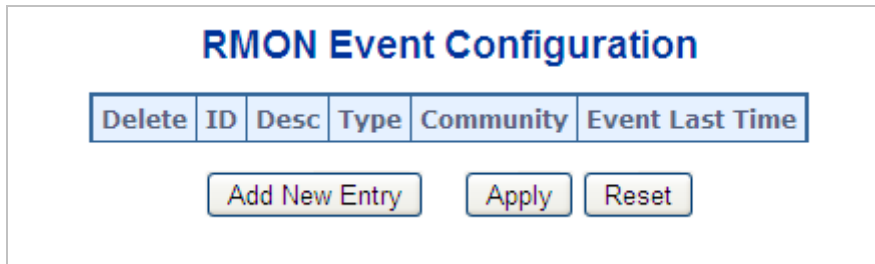 RMON Event Configuration
Delete ID Desc Type Community Event Last Time
Add New Entry Apply Reset